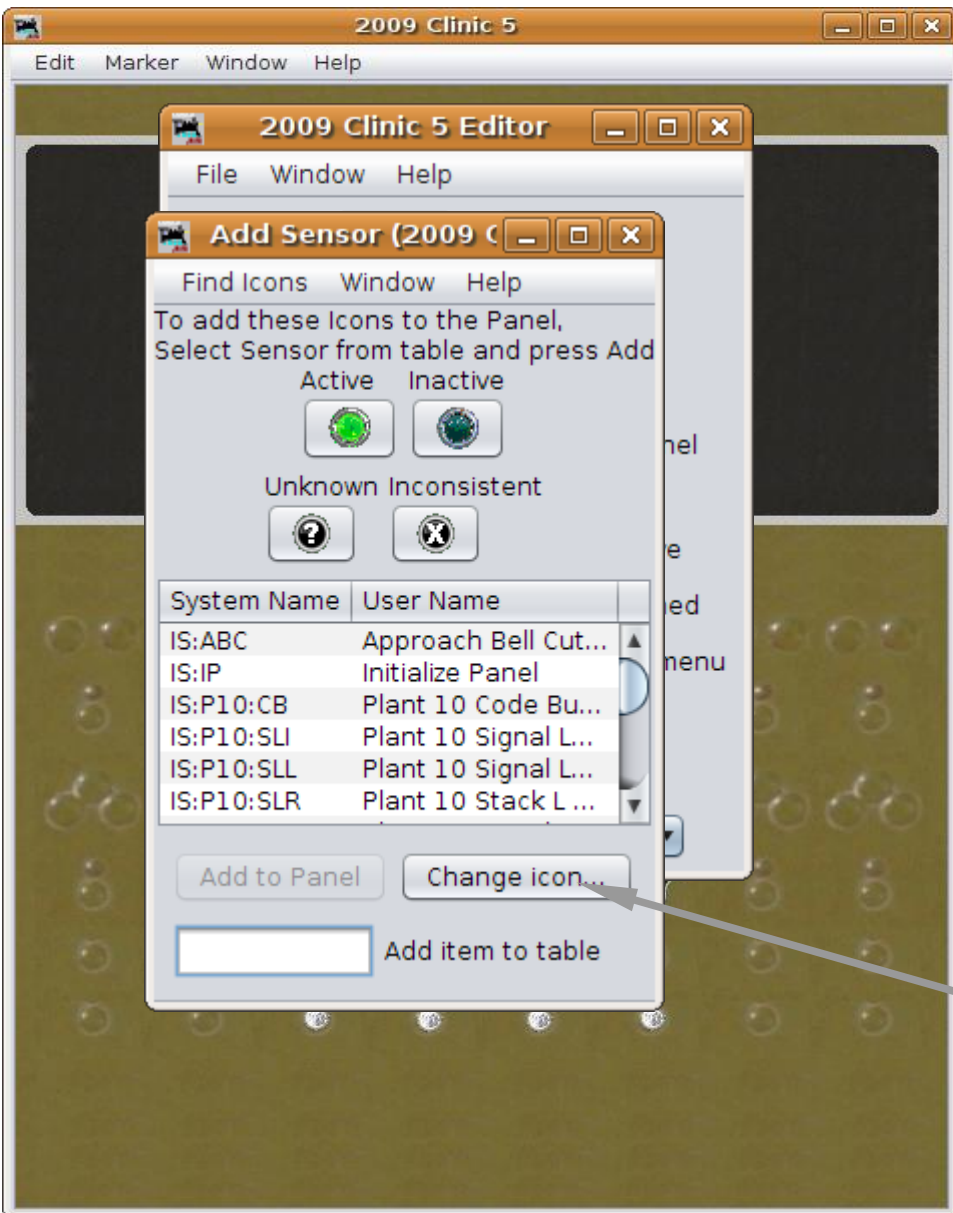 2009 Clinic 5
Edit Marker Window Help
2009 Clinic 5 Editor
File Window Help
Add Sensor (2009 C
Find Icons Window Help
To add these Icons to the Panel,
Select Sensor from table and press Add
Active Inactive
nel
Unknown Inconsistent
? X
e
System Name User Name
ned
IS:ABC Approach Bell Cut...
IS:IP Initialize Panel
menu
IS:P10:CB Plant 10 Code Bu...
IS:P10:SLI Plant 10 Signal L...
IS:P10:SLL Plant 10 Signal L...
IS:P10:SLR Plant 10 Stack L ...
Add to Panel Change icon...
Add item to table